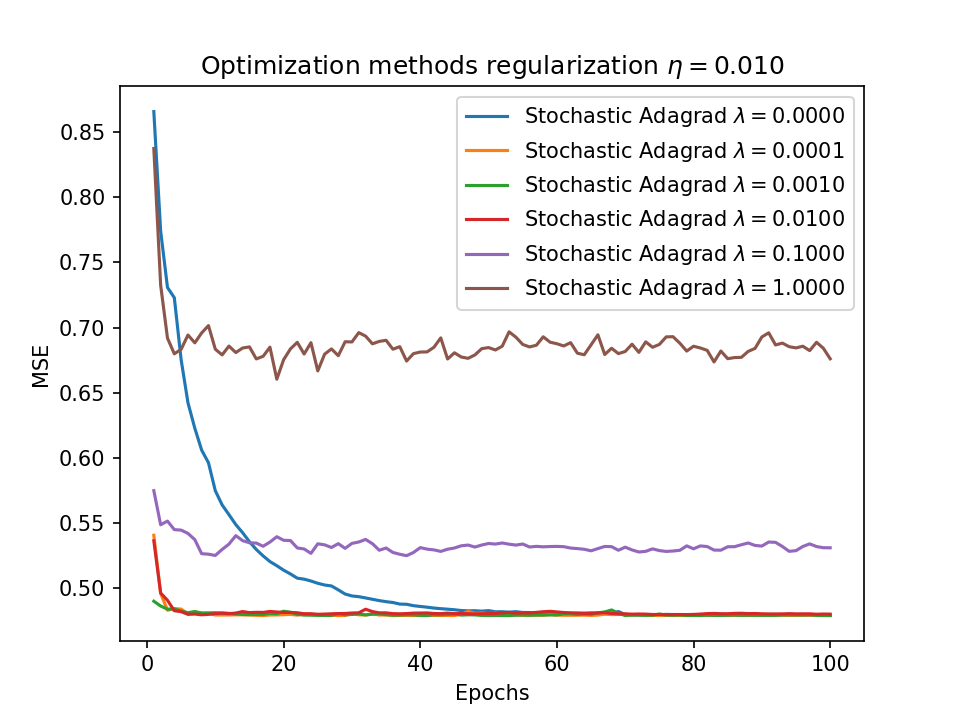 Optimization methods regularization η = 0.010
Stochastic Adagrad λ = 0.0000
Stochastic Adagrad λ = 0.0001
Stochastic Adagrad λ = 0.0010
Stochastic Adagrad λ = 0.0100
Stochastic Adagrad λ = 0.1000
Stochastic Adagrad λ = 1.0000
MSE
0.85
0.80
0.75
0.70
0.65
0.60
0.55
0.50
0 20 40 60 80 100
Epochs